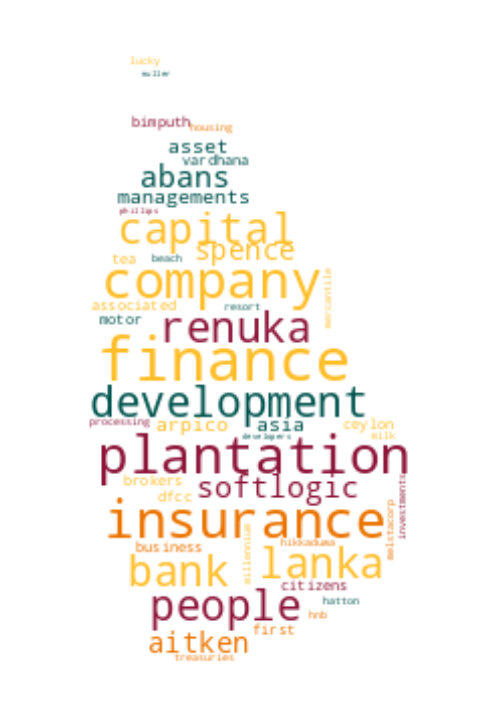 lucky
muller
bimputh
housing
asset
vardhana
abans
managements
phillips
capital
spence
tea
beach
company
mercantile
associated
resort
motor
renuka
finance
development
processing
arpico
asia
ceylon
developers
milk
plantation
brokers
softlogic
investments
dfcc
insurance
melstacorp
millennium
hikkaduwa
business
bank
lanka
citizens
people
hatton
hnb
first
aitken
treasuries